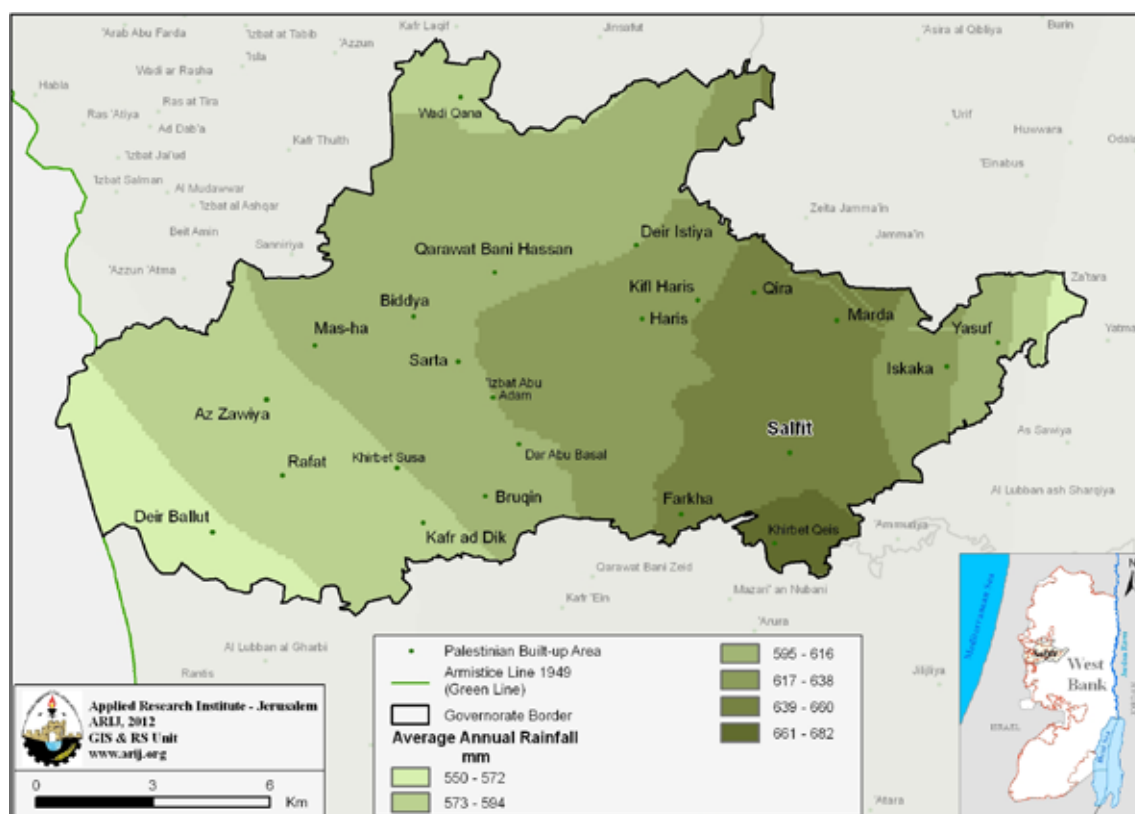 Kafr Laqif
'Arab Abu Farda
'Izbat at Tabib
Jinsafut
'Asira al Qibliya
Burin
'Azzun
'Isla
Wadi ar Rasha
Habla
Ras at Tira
Wadi Qana
Ras 'Atiya
Ad Dab'a
'Urif
Huwwara
Kafr Thulth
Odala
'Izbat Jal'ud
'Einabus
'Izbat Salman
Al Mudawwar
'Izbat al Ashqar
Zeita Jamma'in
Beit Amin
Sanniriya
Deir Istiya
Jamma'in
Qarawat Bani Hassan
'Azzun 'Atma
Za'tara
Kifl Haris
Qira
Biddya
Mas-ha
Haris
Marda
Yasuf
Yatma
Sarta
Iskaka
'Izbat Abu
Adam
Az Zawiya
Salfit
As Sawiya
Khirbet Susa
Dar Abu Basal
Rafat
Bruqin
Farkha
Al Lubban ash Sharqiya
Deir Ballut
Kafr ad Dik
Khirbet Qeis
'Ammudya
Qarawat Bani Zeid
Mazari' an Nubani
Kafr 'Ein
'Arura
Al Lubban al Gharbi
Rantis
Jilijliya
'Atara
Palestinian Built-up Area
Armistice Line 1949
(Green Line)
Governorate Border
Average Annual Rainfall
mm
550 - 572
573 - 594
595 - 616
617 - 638
639 - 660
661 - 682
Applied Research Institute - Jerusalem
ARIJ, 2012
GIS & RS Unit
www.arij.org
0 3 6
Km
N
Mediterranean Sea
Salfit
West
Bank
Jordan River
ISRAEL
Dead Sea